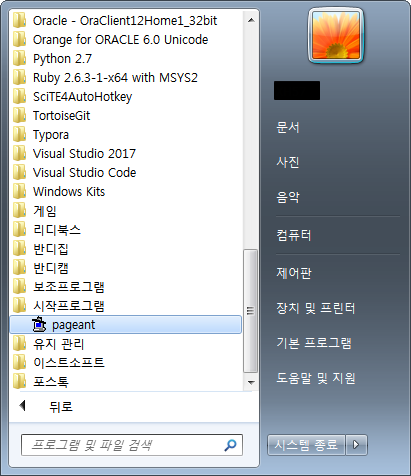 Oracle - OraClient12Home1_32bit
Orange for ORACLE 6.0 Unicode
Python 2.7
Ruby 2.6.3-1-x64 with MSYS2
SciTE4AutoHotkey
TortoiseGit
Typora
Visual Studio 2017
Visual Studio Code
Windows Kits
게임
리디북스
반디집
반디캠
보조프로그램
시작프로그램
pageant
유지 관리
이스트소프트
포스톡
뒤로
프로그램 및 파일 검색
문서
사진
음악
컴퓨터
제어판
장치 및 프린터
기본 프로그램
도움말 및 지원
시스템 종료